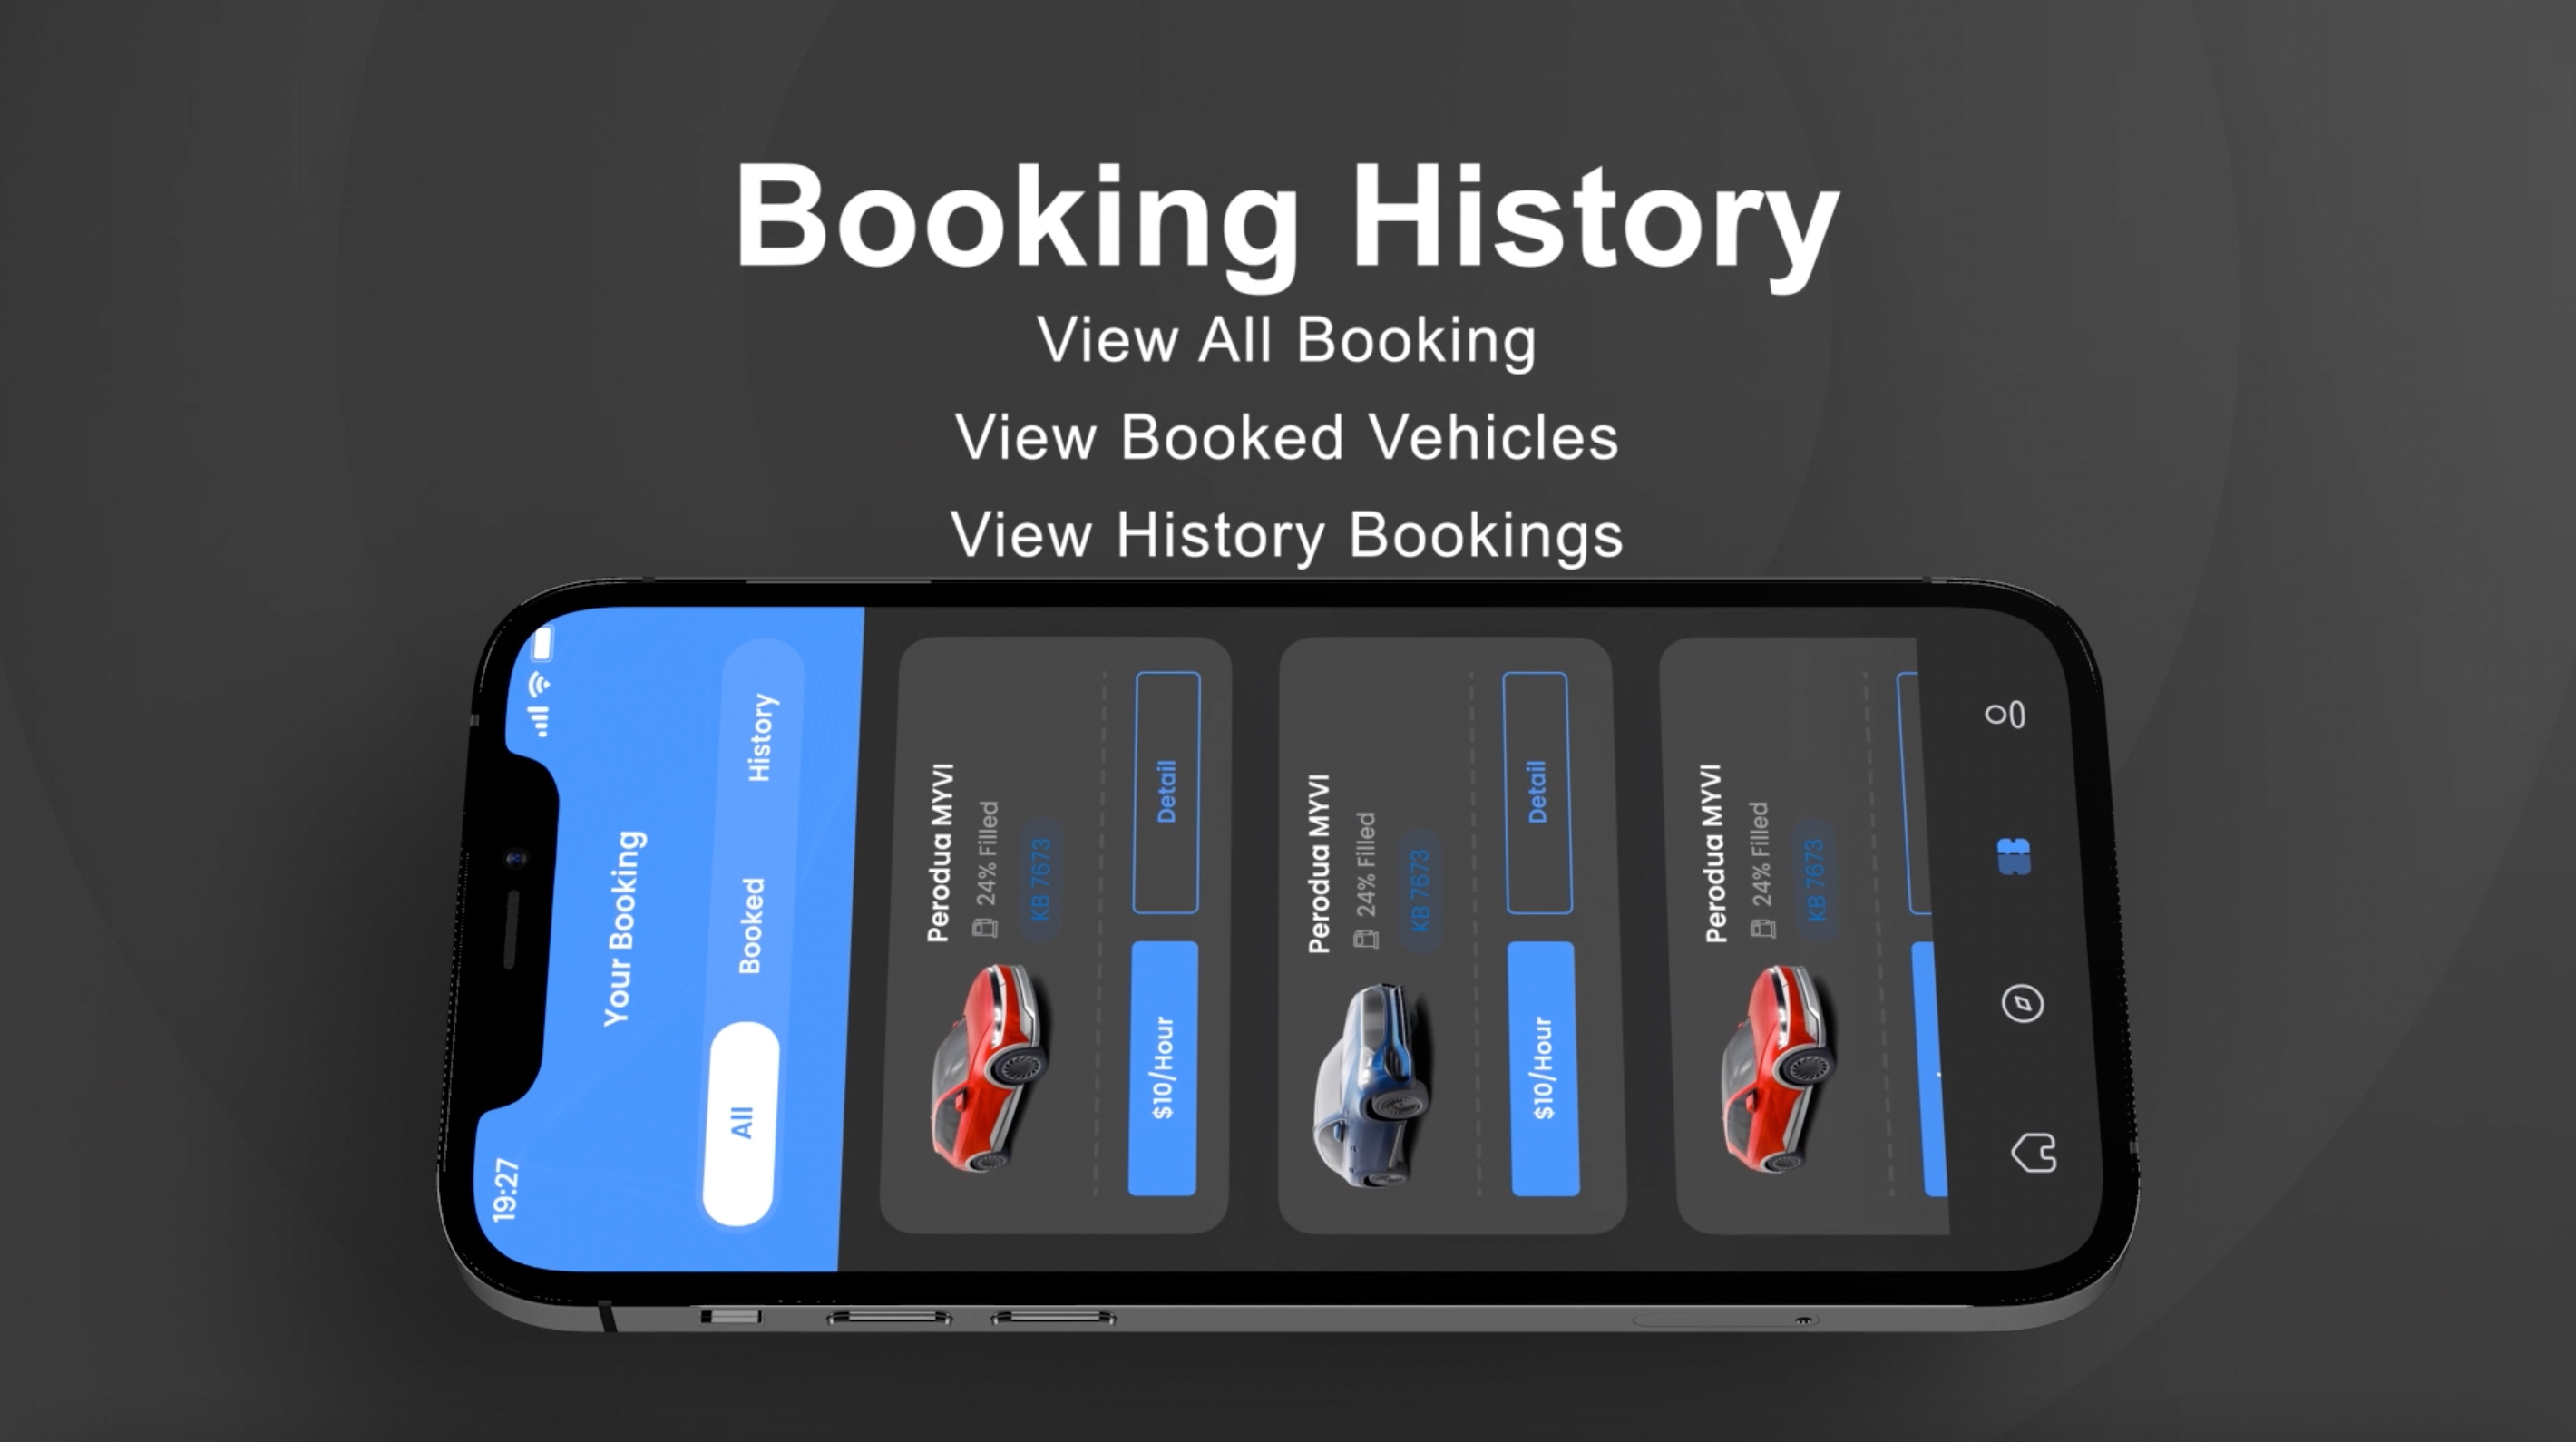 Booking History
View All Booking
View Booked Vehicles
View History Bookings
19:27
Your Booking
All
Booked
History
Perodua MYVI
24% Filled
KB 7673
$10/Hour
Detail
Perodua MYVI
24% Filled
KB 7673
$10/Hour
Detail
Perodua MYVI
24% Filled
KB 7673